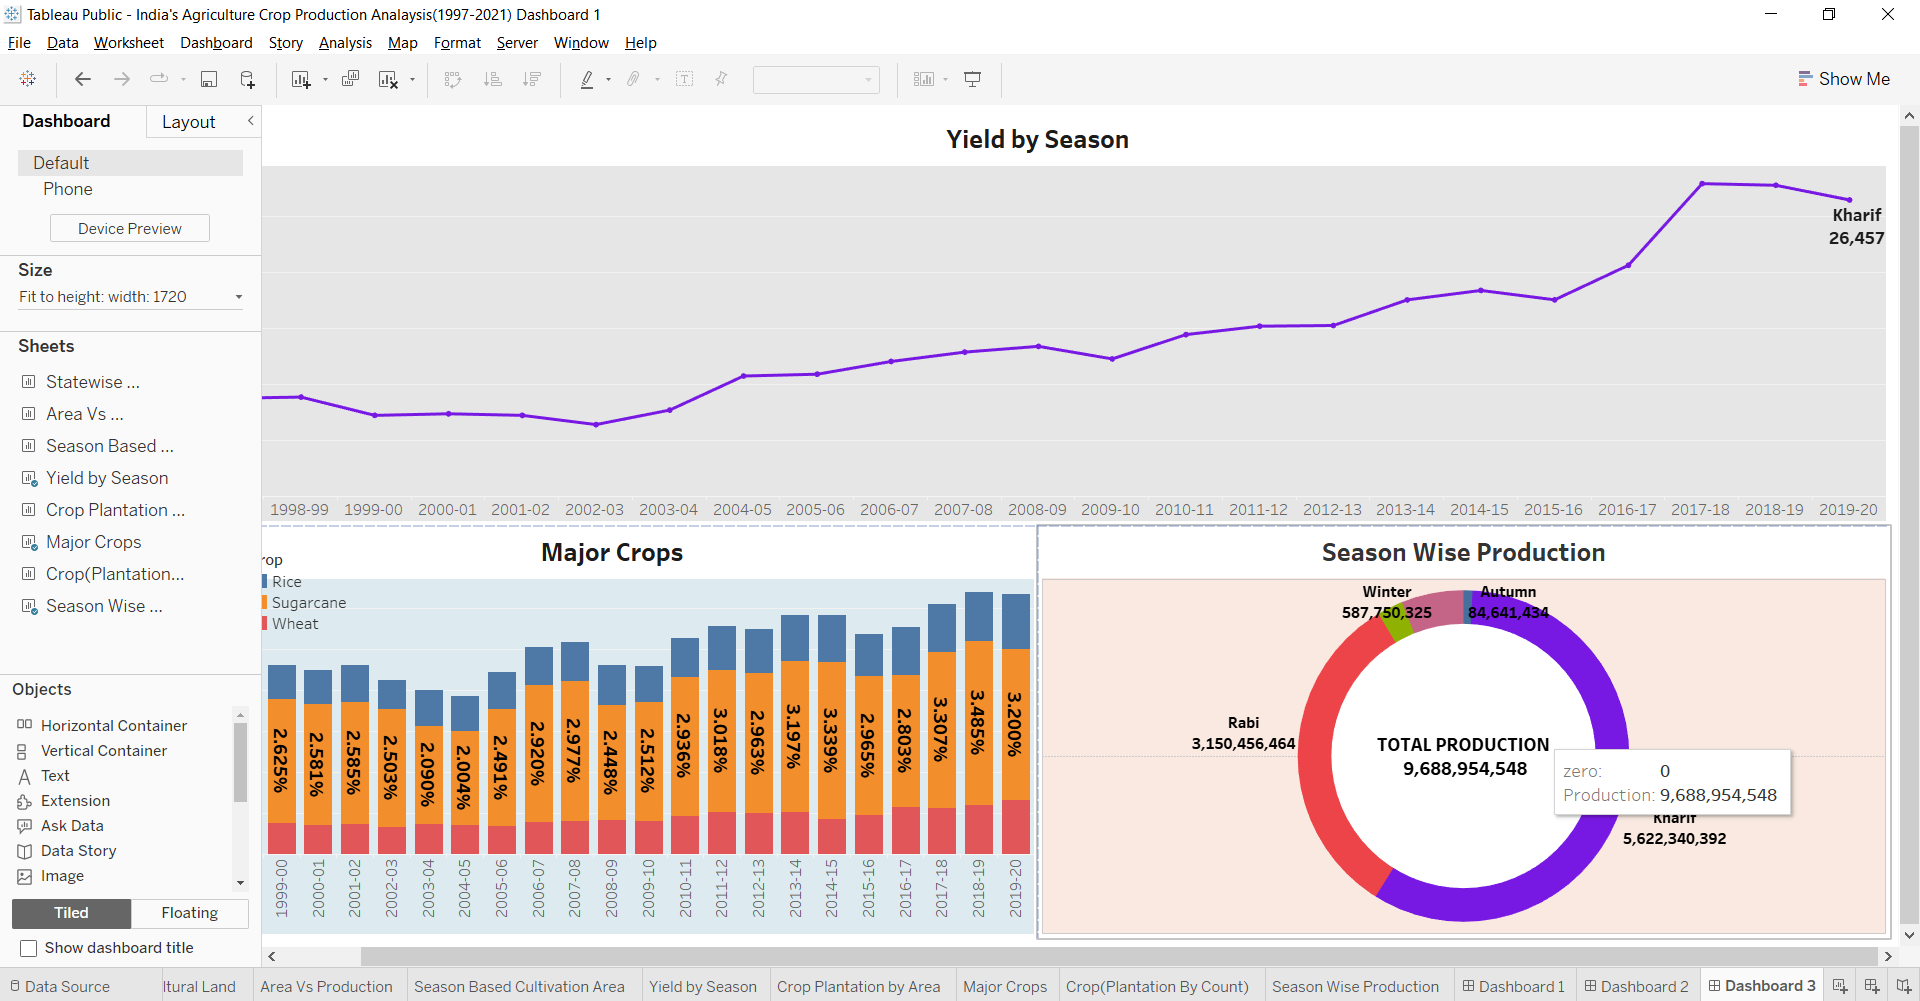 Tableau Public - India's Agriculture Crop Production Analaysis(1997-2021) Dashboard 1
File Data Worksheet Dashboard Story Analysis Map Format Server Window Help
Show Me
Dashboard Layout
Default
Phone
Device Preview
Size
Fit to height: width: 1720
Sheets
Statewise ...
Area Vs ...
Season Based ...
Yield by Season
Crop Plantation ...
Major Crops
Crop(Plantation...
Season Wise ...
Objects
Horizontal Container
Vertical Container
Text
Extension
Ask Data
Data Story
Image
Tiled Floating
Show dashboard title
Yield by Season
Kharif
26,457
1998-99 1999-00 2000-01 2001-02 2002-03 2003-04 2004-05 2005-06 2006-07 2007-08 2008-09 2009-10 2010-11 2011-12 2012-13 2013-14 2014-15 2015-16 2016-17 2017-18 2018-19 2019-20
Major Crops
rop
Rice
Sugarcane
Wheat
2.625% 2.581% 2.585% 2.503% 2.090% 2.004% 2.491% 2.920% 2.977% 2.448% 2.512% 2.936% 3.018% 2.963% 3.197% 3.339% 2.965% 2.803% 3.307% 3.485% 3.200%
1999-00 2000-01 2001-02 2002-03 2003-04 2004-05 2005-06 2006-07 2007-08 2008-09 2009-10 2010-11 2011-12 2012-13 2013-14 2014-15 2015-16 2016-17 2017-18 2018-19 2019-20
Season Wise Production
Winter
587,750,325
Autumn
84,641,434
Rabi
3,150,456,464
TOTAL PRODUCTION
9,688,954,548
zero: 0
Production: 9,688,954,548
Kharif
5,622,340,392
Data Source ltural Land Area Vs Production Season Based Cultivation Area Yield by Season Crop Plantation by Area Major Crops Crop(Plantation By Count) Season Wise Production Dashboard 1 Dashboard 2 Dashboard 3